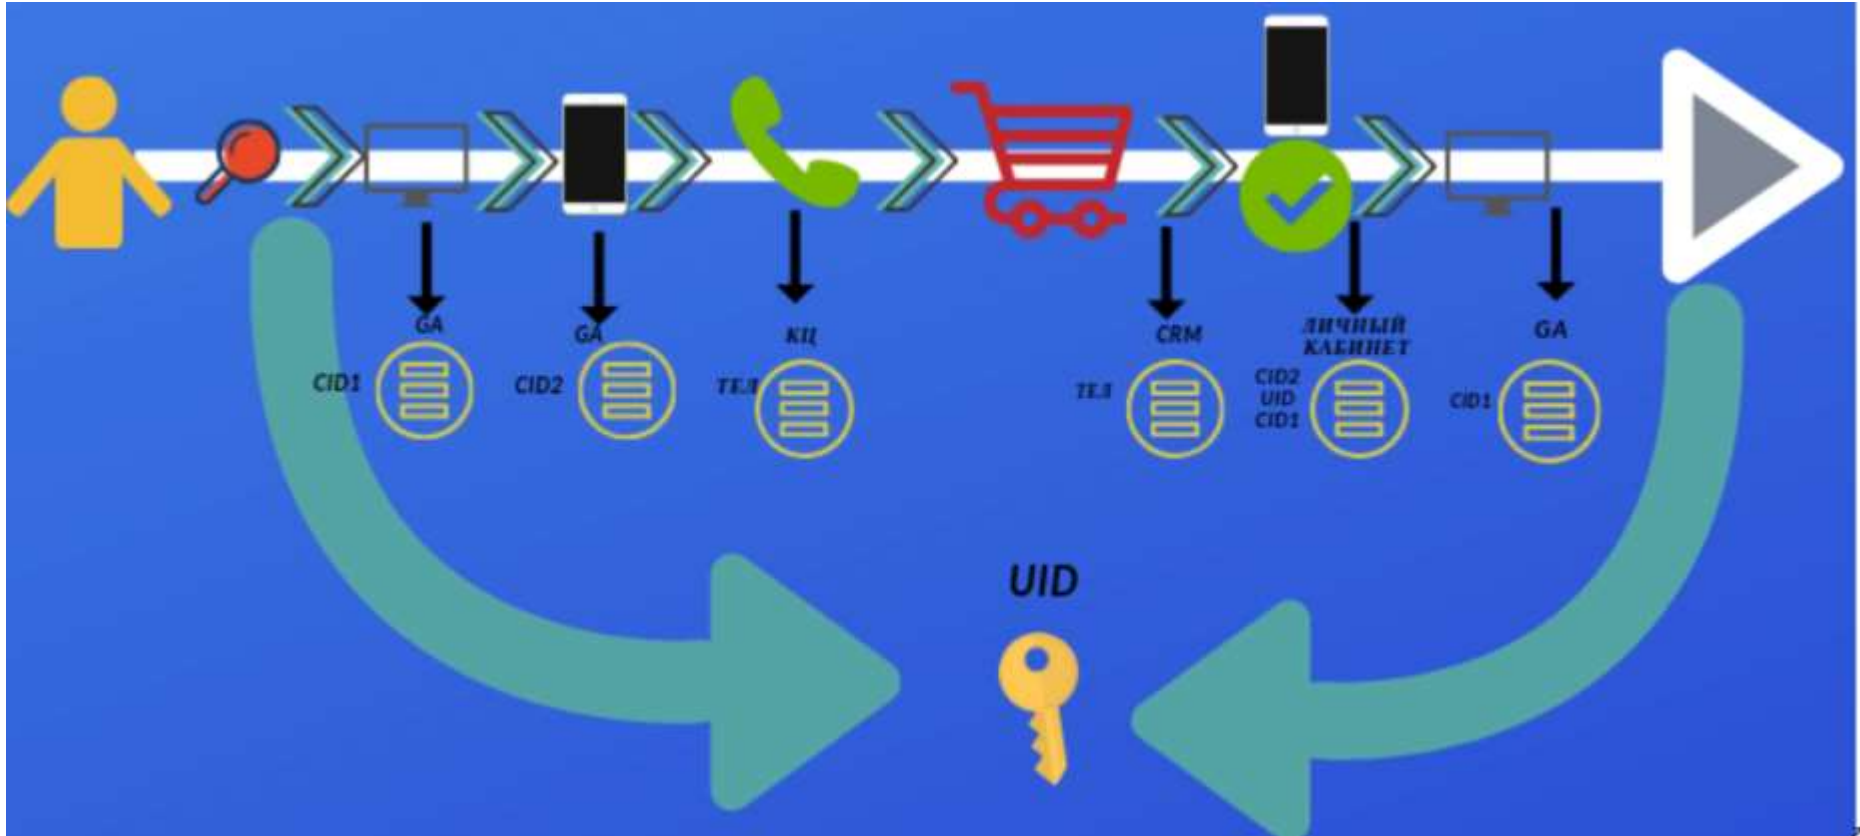 GA
CID1
GA
CID2
КЦ
ТЕЛ
CRM
ТЕЛ
ЛИЧНЫЙ
КАБИНЕТ
CID2
UID
CID1
GA
CID1
UID